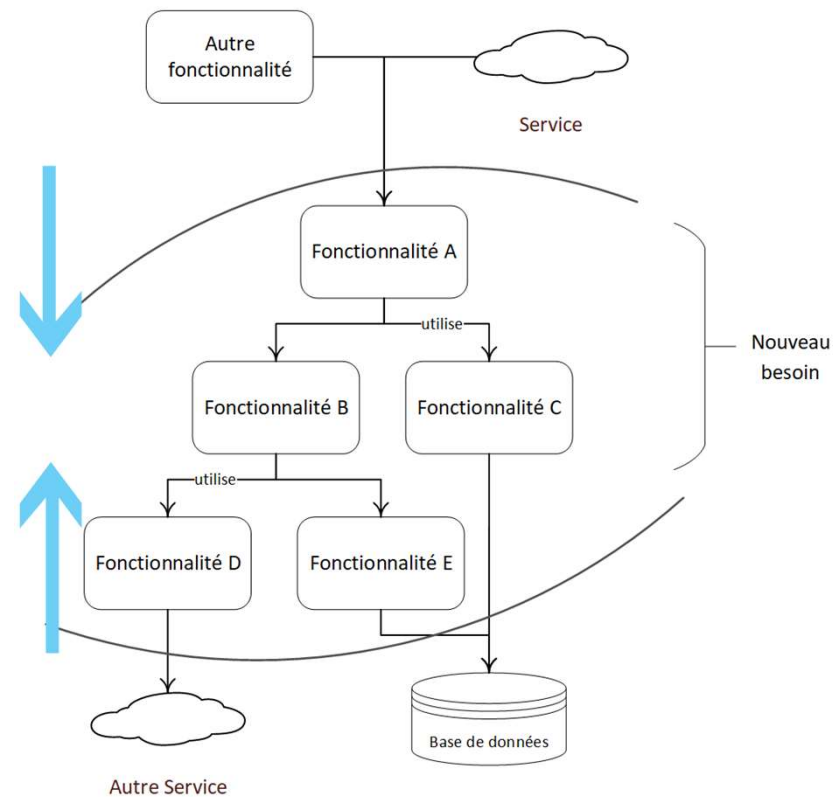 Autre
fonctionnalité
Service
Fonctionnalité A
utilise
Nouveau
besoin
Fonctionnalité B
Fonctionnalité C
utilise
Fonctionnalité D
Fonctionnalité E
Base de données
Autre Service